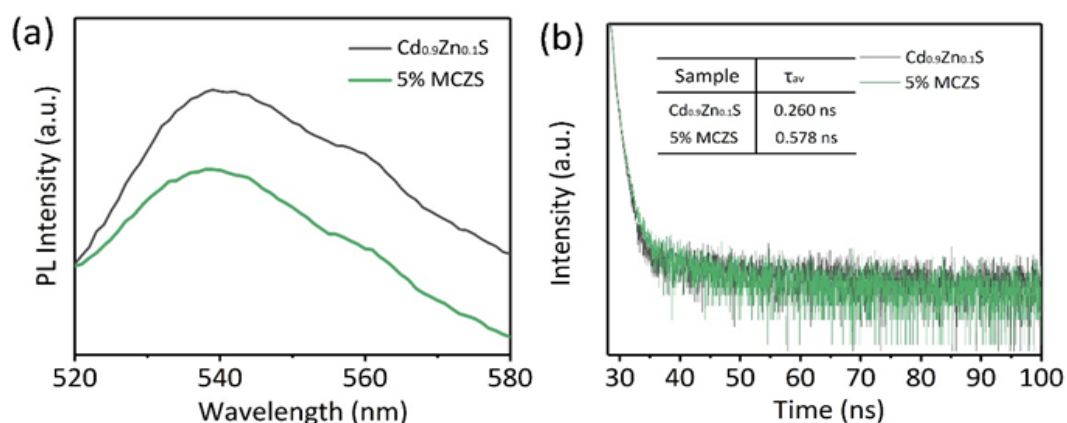 (a)
Cd₀.₉Zn₀.₁S
5% MCZS
PL Intensity (a.u.)
520 540 560 580
Wavelength (nm)
(b)
Sample τav
Cd₀.₉Zn₀.₁S 0.260 ns
5% MCZS 0.578 ns
Cd₀.₉Zn₀.₁S
5% MCZS
Intensity (a.u.)
30 40 50 60 70 80 90 100
Time (ns)